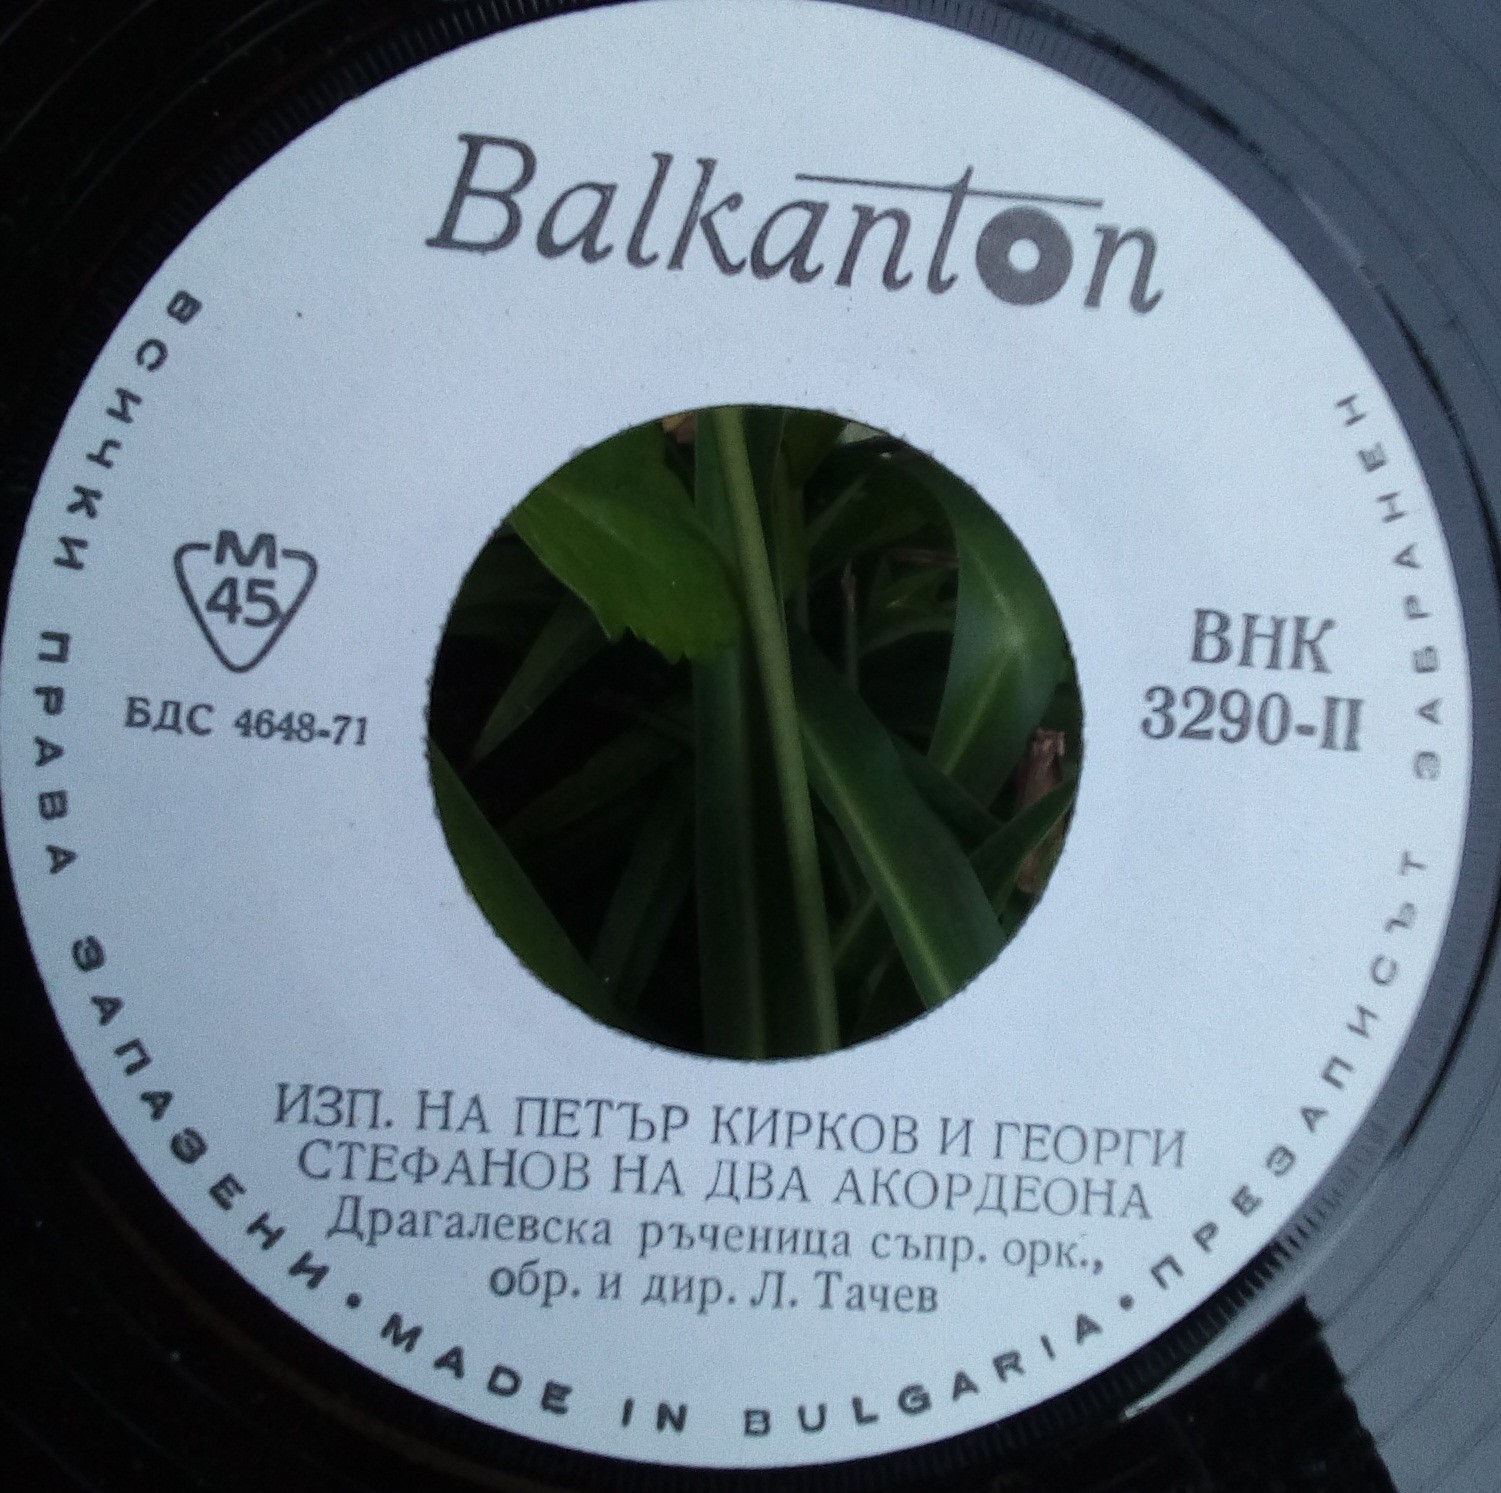 Balkanton
M
45
БДС 4648-71
ВНК
3290-II
ИЗП. НА ПЕТЪР КИРКОВ И ГЕОРГИ
СТЕФАНОВ НА ДВА АКОРДЕОНА
Драгалевска ръченица съпр. орк.,
обр. и дир. Л. Тачев
ВСИЧКИ ПРАВА ЗАПАЗЕНИ • MADE IN BULGARIA • ПРЕЗАПИСЪТ ЗАБРАНЕН